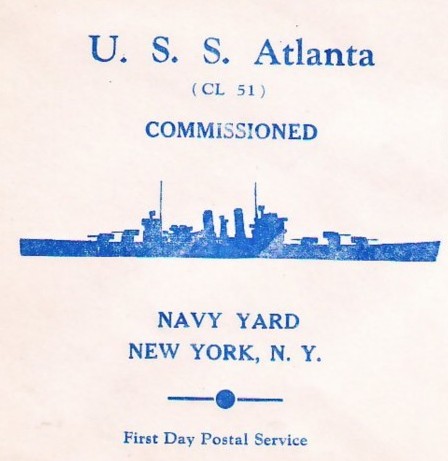 U. S. S. Atlanta
(CL 51)
COMMISSIONED
NAVY YARD
NEW YORK, N. Y.
First Day Postal Service